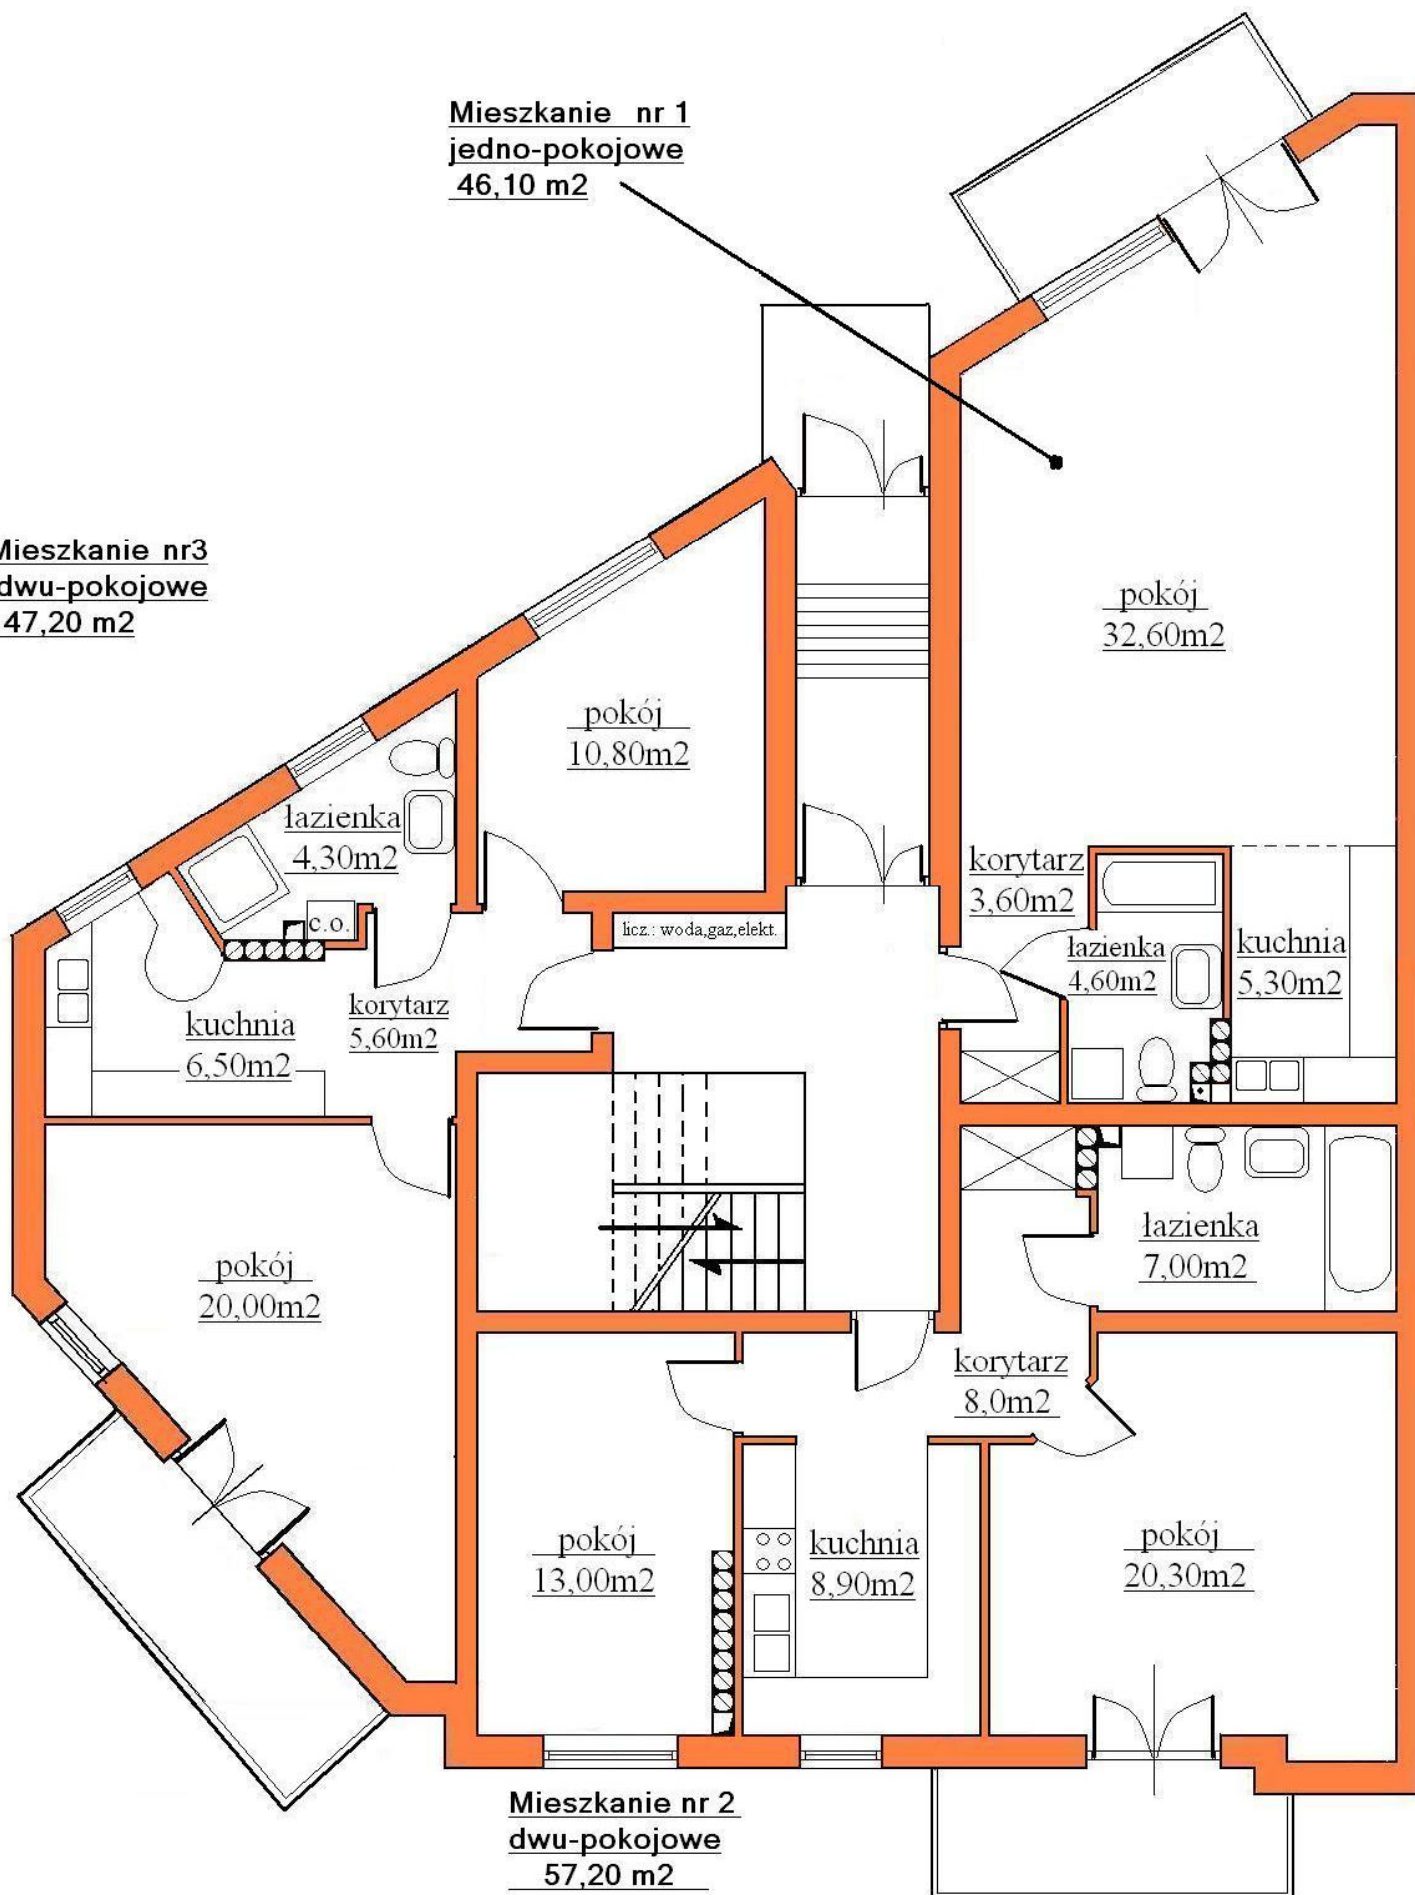 Mieszkanie nr 1
jedno-pokojowe
46,10 m2
Mieszkanie nr3
dwu-pokojowe
47,20 m2
pokój
32,60m2
pokój
10,80m2
łazienka
4,30m2
c.o.
korytarz
3,60m2
licz.: woda,gaz,elekt.
łazienka
4,60m2
kuchnia
5,30m2
korytarz
5,60m2
kuchnia
6,50m2
łazienka
7,00m2
pokój
20,00m2
korytarz
8,0m2
pokój
13,00m2
kuchnia
8,90m2
pokój
20,30m2
Mieszkanie nr 2
dwu-pokojowe
57,20 m2